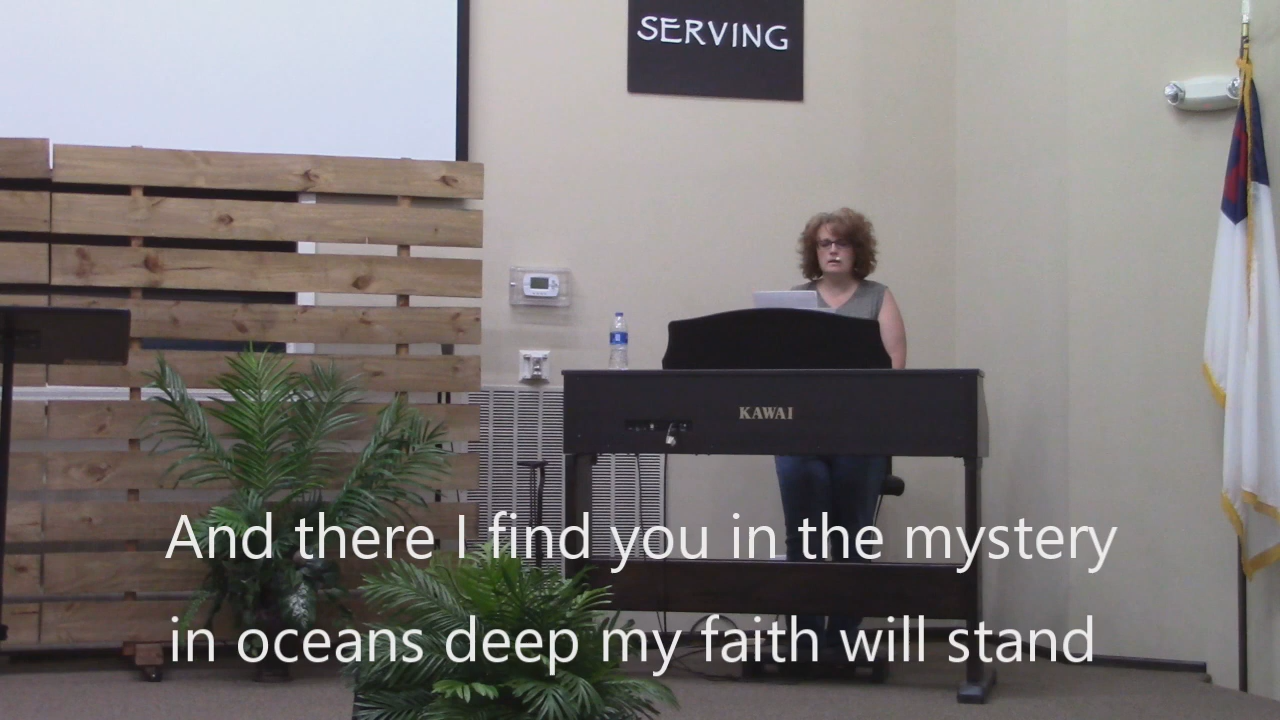 SERVING
KAWAI
And there I find you in the mystery
in oceans deep my faith will stand